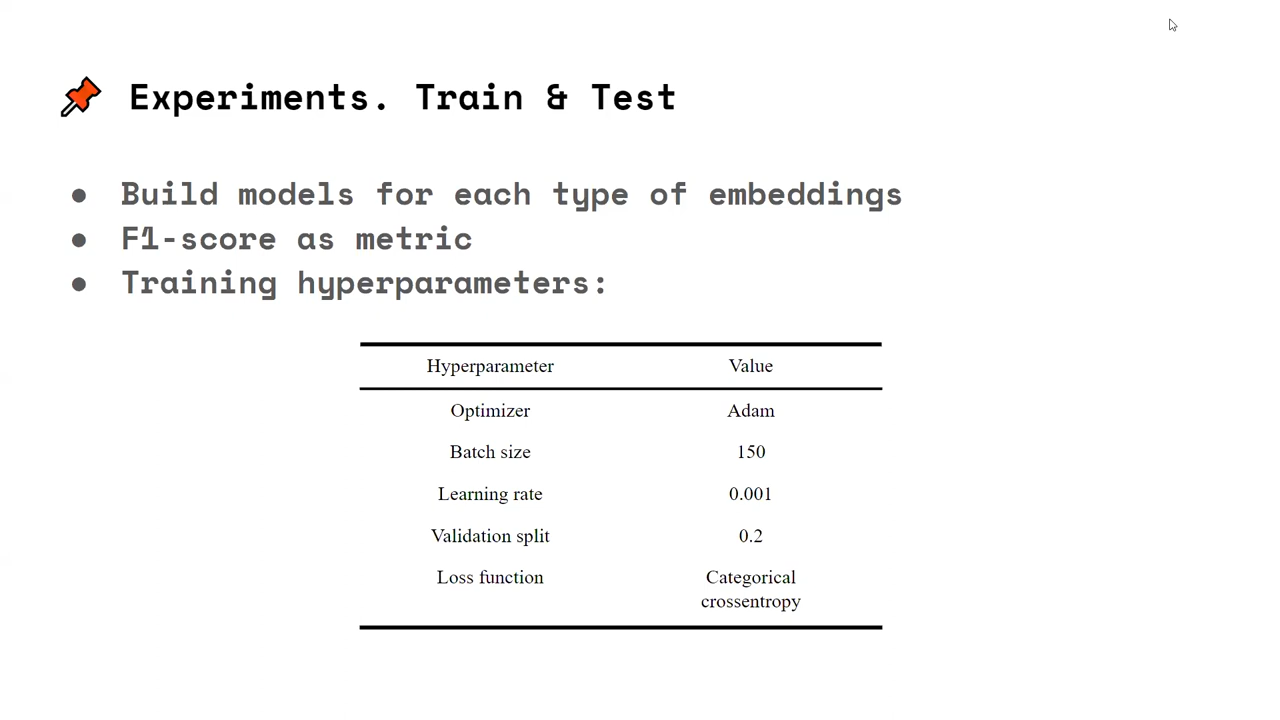 Experiments. Train & Test
● Build models for each type of embeddings
● F1-score as metric
● Training hyperparameters:
Hyperparameter Value
Optimizer Adam
Batch size 150
Learning rate 0.001
Validation split 0.2
Loss function Categorical
crossentropy